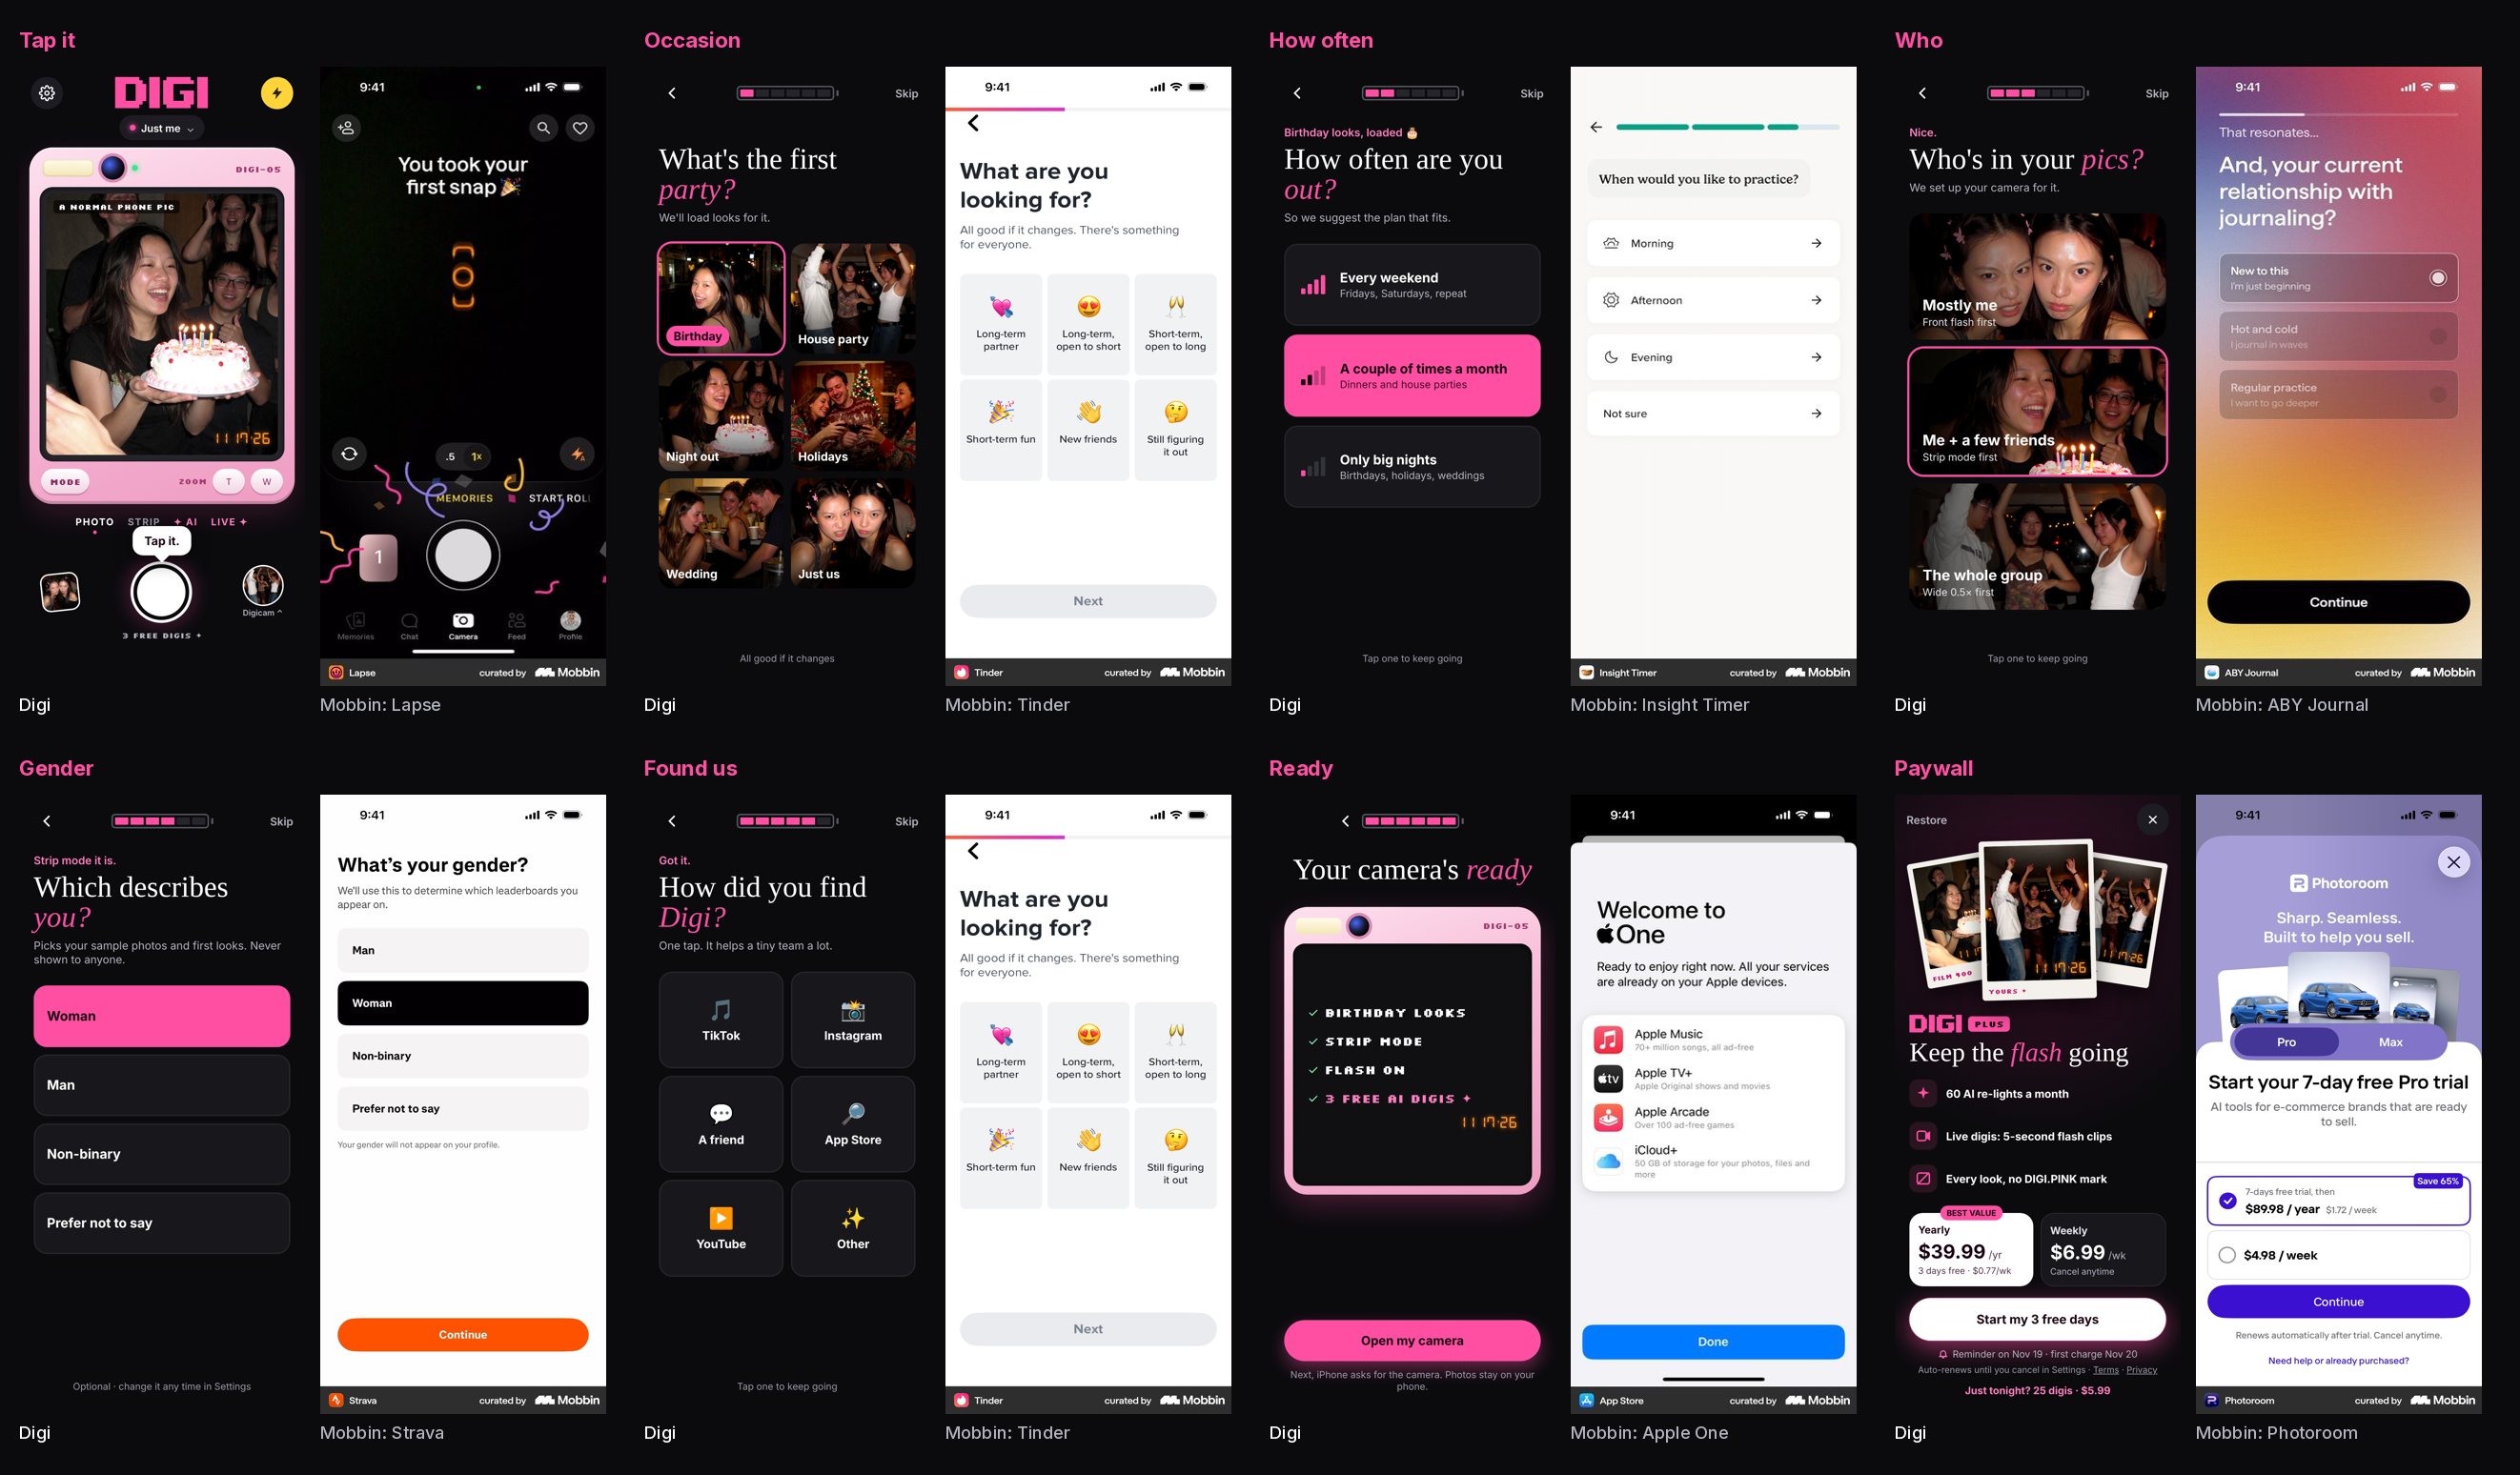 Tap it
DIGI
Just me
DIGI-05
A NORMAL PHONE PIC
11 17·26
MODE
ZOOM T W
PHOTO STRIP ✦ AI LIVE ✦
Tap it.
Digicam ^
3 FREE DIGIS ✦
Digi
9:41
You took your
first snap 🎉
.5 1x
MEMORIES START ROLL
1
Memories Chat Camera Feed Profile
Lapse curated by Mobbin
Mobbin: Lapse
Occasion
Skip
What's the first
party?
We'll load looks for it.
Birthday
House party
Night out
Holidays
Wedding
Just us
All good if it changes
Digi
9:41
What are you
looking for?
All good if it changes. There's something
for everyone.
Long-term
partner
Long-term,
open to short
Short-term,
open to long
Short-term fun
New friends
Still figuring
it out
Next
Tinder curated by Mobbin
Mobbin: Tinder
How often
Skip
Birthday looks, loaded 🎂
How often are you
out?
So we suggest the plan that fits.
Every weekend
Fridays, Saturdays, repeat
A couple of times a month
Dinners and house parties
Only big nights
Birthdays, holidays, weddings
Tap one to keep going
Digi
When would you like to practice?
Morning
Afternoon
Evening
Not sure
Insight Timer curated by Mobbin
Mobbin: Insight Timer
Who
Skip
Nice.
Who's in your pics?
We set up your camera for it.
Mostly me
Front flash first
Me + a few friends
Strip mode first
The whole group
Wide 0.5× first
Tap one to keep going
Digi
9:41
That resonates...
And, your current
relationship with
journaling?
New to this
I'm just beginning
Hot and cold
I journal in waves
Regular practice
I want to go deeper
Continue
ABY Journal curated by Mobbin
Mobbin: ABY Journal
Gender
Skip
Strip mode it is.
Which describes
you?
Picks your sample photos and first looks. Never
shown to anyone.
Woman
Man
Non-binary
Prefer not to say
Optional · change it any time in Settings
Digi
9:41
What's your gender?
We'll use this to determine which leaderboards you
appear on.
Man
Woman
Non-binary
Prefer not to say
Your gender will not appear on your profile.
Continue
Strava curated by Mobbin
Mobbin: Strava
Found us
Skip
Got it.
How did you find
Digi?
One tap. It helps a tiny team a lot.
TikTok
Instagram
A friend
App Store
YouTube
Other
Tap one to keep going
Digi
9:41
What are you
looking for?
All good if it changes. There's something
for everyone.
Long-term
partner
Long-term,
open to short
Short-term,
open to long
Short-term fun
New friends
Still figuring
it out
Next
Tinder curated by Mobbin
Mobbin: Tinder
Ready
Your camera's ready
DIGI-05
✓ BIRTHDAY LOOKS
✓ STRIP MODE
✓ FLASH ON
✓ 3 FREE AI DIGIS ✦
11 17·26
Open my camera
Next, iPhone asks for the camera. Photos stay on your
phone.
Digi
9:41
Welcome to
One
Ready to enjoy right now. All your services
are already on your Apple devices.
Apple Music
70+ million songs, all ad-free
tv
Apple TV+
Apple Original shows and movies
Apple Arcade
Over 100 ad-free games
iCloud+
50 GB of storage for your photos, files and
more
Done
App Store curated by Mobbin
Mobbin: Apple One
Paywall
Restore
FILM 400
11 17·26
YOURS ✦
17·26
DIGI PLUS
Keep the flash going
60 AI re-lights a month
Live digis: 5-second flash clips
Every look, no DIGI.PINK mark
BEST VALUE
Yearly
$39.99 /yr
3 days free · $0.77/wk
Weekly
$6.99 /wk
Cancel anytime
Start my 3 free days
Reminder on Nov 19 · first charge Nov 20
Auto-renews until you cancel in Settings · Terms · Privacy
Just tonight? 25 digis · $5.99
Digi
9:41
Photoroom
Sharp. Seamless.
Built to help you sell.
Pro Max
Start your 7-day free Pro trial
AI tools for e-commerce brands that are ready
to sell.
Save 65%
7-days free trial, then
$89.98 / year $1.72 / week
$4.98 / week
Continue
Renews automatically after trial. Cancel anytime.
Need help or already purchased?
Photoroom curated by Mobbin
Mobbin: Photoroom